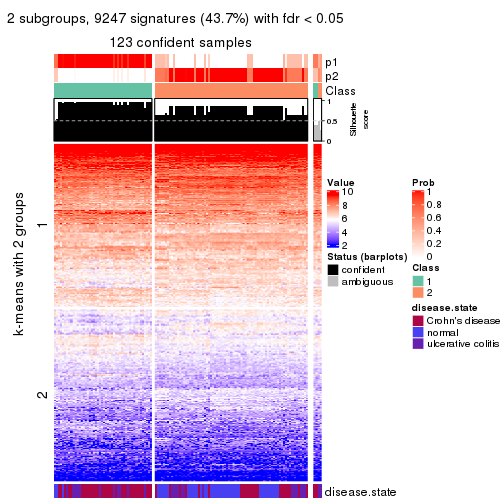 2 subgroups, 9247 signatures (43.7%) with fdr < 0.05
123 confident samples
p1
p2
Class
1
0.5
0
Silhouette
score
k-means with 2 groups
1
2
disease.state
Value
10
8
6
4
2
Status (barplots)
confident
ambiguous
Prob
1
0.8
0.6
0.4
0.2
0
Class
1
2
disease.state
Crohn's disease
normal
ulcerative colitis